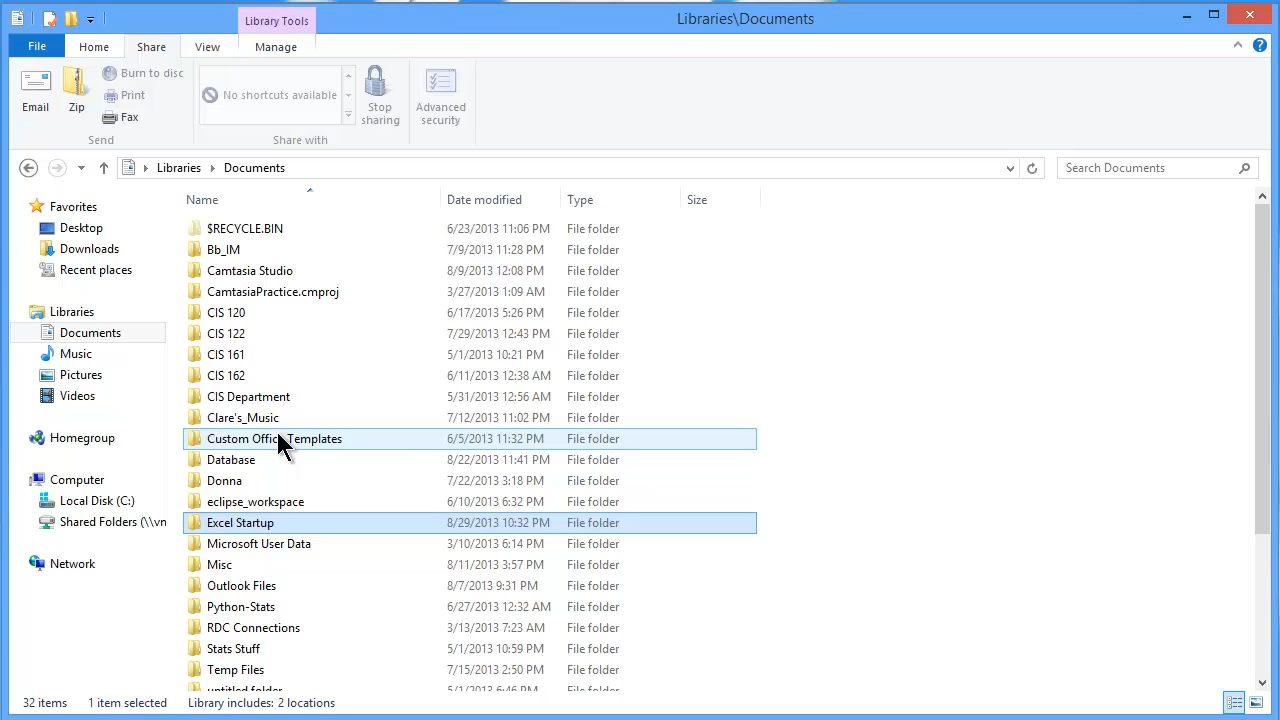 Library Tools
Libraries\Documents
File Home Share View Manage
Email
Zip
Burn to disc
Print
Fax
Send
No shortcuts available
Stop sharing
Share with
Advanced security
Libraries Documents
Search Documents
Name Date modified Type Size
Favorites
Desktop
Downloads
Recent places
Libraries
Documents
Music
Pictures
Videos
Homegroup
Computer
Local Disk (C:)
Shared Folders (\\vn
Network
$RECYCLE.BIN 6/23/2013 11:06 PM File folder
Bb_IM 7/9/2013 11:28 PM File folder
Camtasia Studio 8/9/2013 12:08 PM File folder
CamtasiaPractice.cmproj 3/27/2013 1:09 AM File folder
CIS 120 6/17/2013 5:26 PM File folder
CIS 122 7/29/2013 12:43 PM File folder
CIS 161 5/1/2013 10:21 PM File folder
CIS 162 6/11/2013 12:38 AM File folder
CIS Department 5/31/2013 12:56 AM File folder
Clare's_Music 7/12/2013 11:02 PM File folder
Custom Office Templates 6/5/2013 11:32 PM File folder
Database 8/22/2013 11:41 PM File folder
Donna 7/22/2013 3:18 PM File folder
eclipse_workspace 6/10/2013 6:32 PM File folder
Excel Startup 8/29/2013 10:32 PM File folder
Microsoft User Data 3/10/2013 6:14 PM File folder
Misc 8/11/2013 3:57 PM File folder
Outlook Files 8/7/2013 9:31 PM File folder
Python-Stats 6/27/2013 12:32 AM File folder
RDC Connections 3/13/2013 7:23 AM File folder
Stats Stuff 5/1/2013 10:59 PM File folder
Temp Files 7/15/2013 2:50 PM File folder
untitled folder 5/1/2013 6:46 PM File folder
32 items 1 item selected Library includes: 2 locations